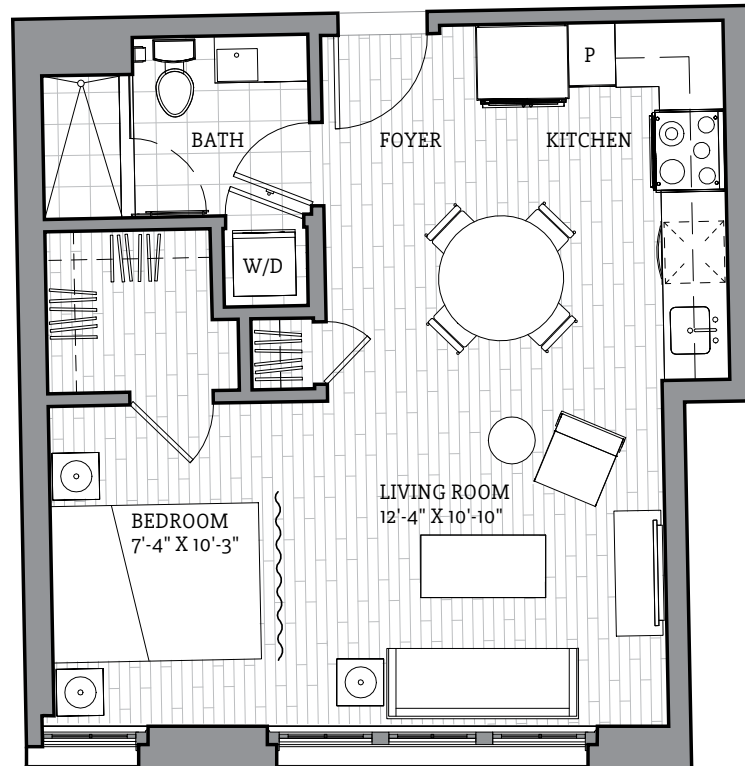 P
BATH
FOYER
KITCHEN
W/D
LIVING ROOM
12'-4" X 10'-10"
BEDROOM
7'-4" X 10'-3"